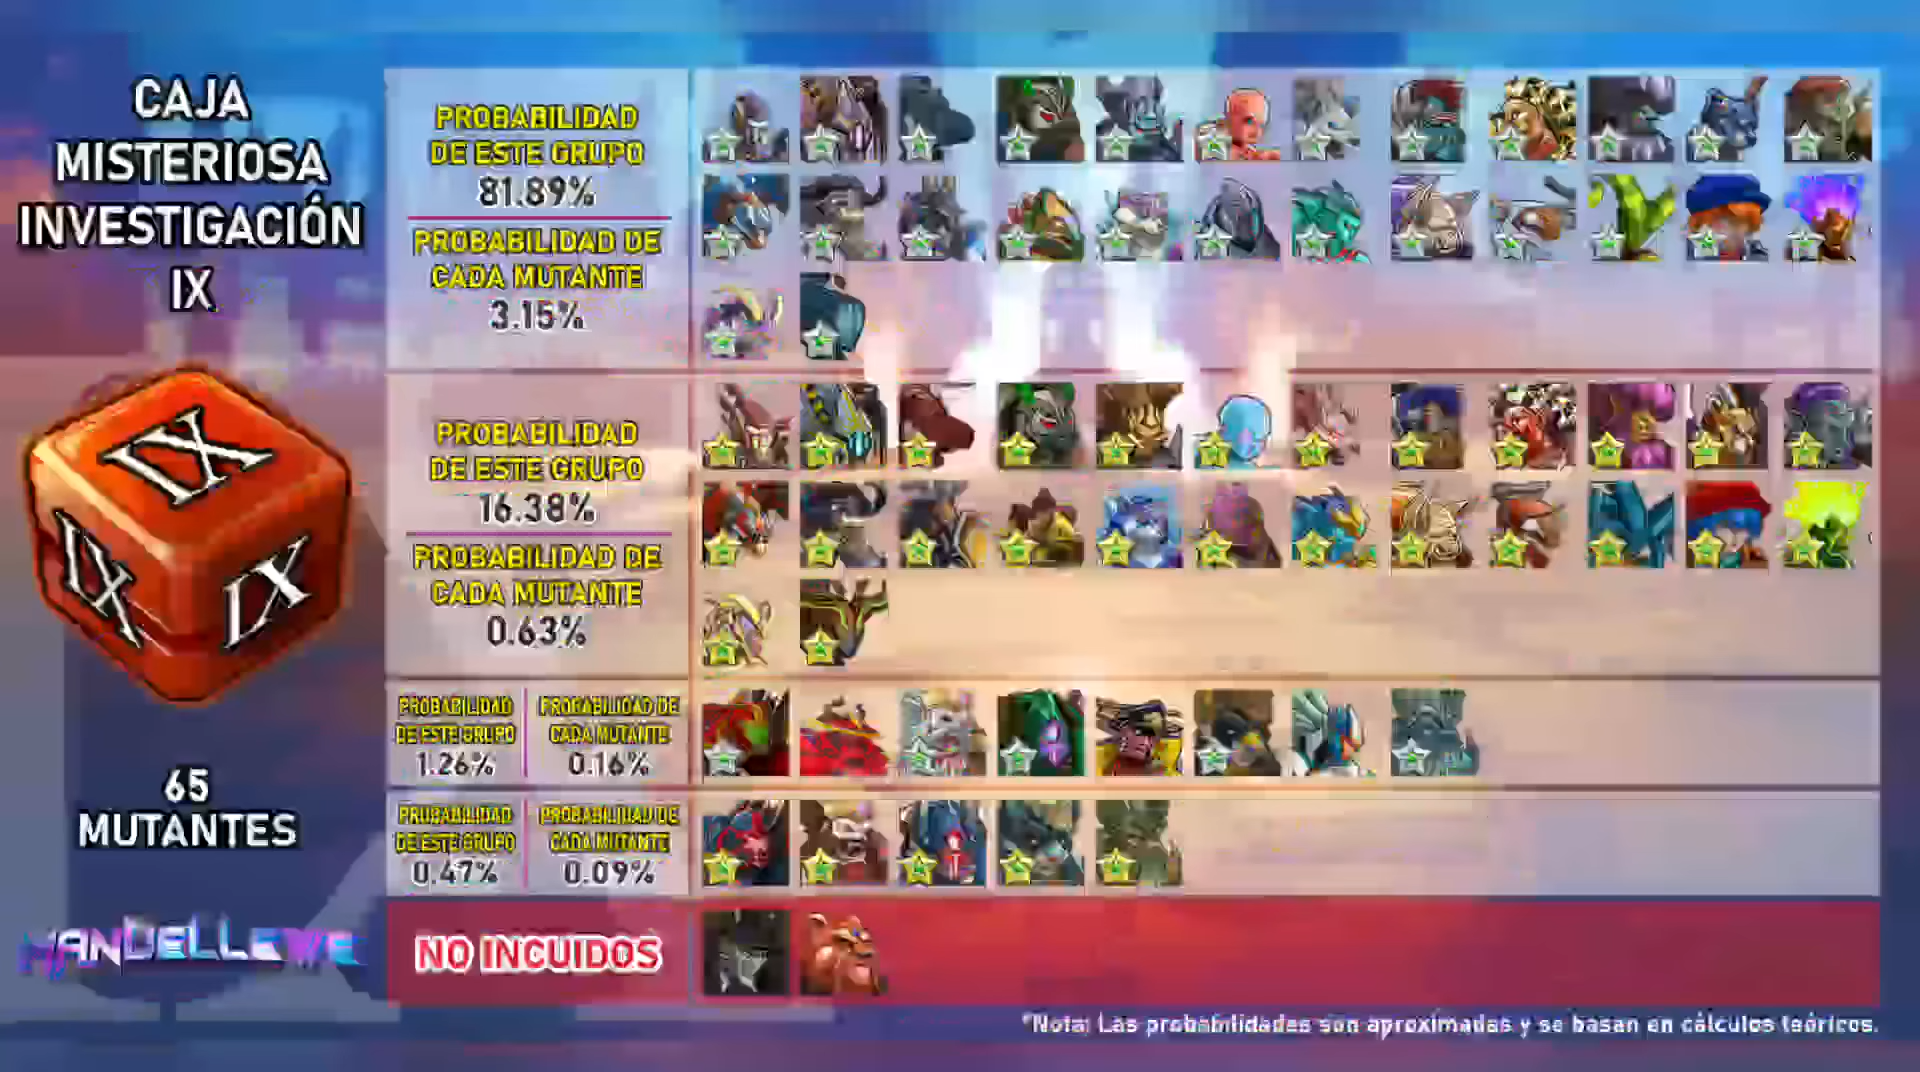 CAJA
MISTERIOSA
INVESTIGACIÓN
IX
IX
IX
IX
65
MUTANTES
MANDELLEWE
PROBABILIDAD
DE ESTE GRUPO
81.89%
PROBABILIDAD DE
CADA MUTANTE
3.15%
PROBABILIDAD
DE ESTE GRUPO
16.38%
PROBABILIDAD DE
CADA MUTANTE
0.63%
PROBABILIDAD
DE ESTE GRUPO
1.26%
PROBABILIDAD DE
CADA MUTANTE
0.16%
PROBABILIDAD
DE ESTE GRUPO
0.47%
PROBABILIDAD DE
CADA MUTANTE
0.09%
NO INCUIDOS
*Nota: Las probabilidades son aproximadas y se basan en cálculos teóricos.